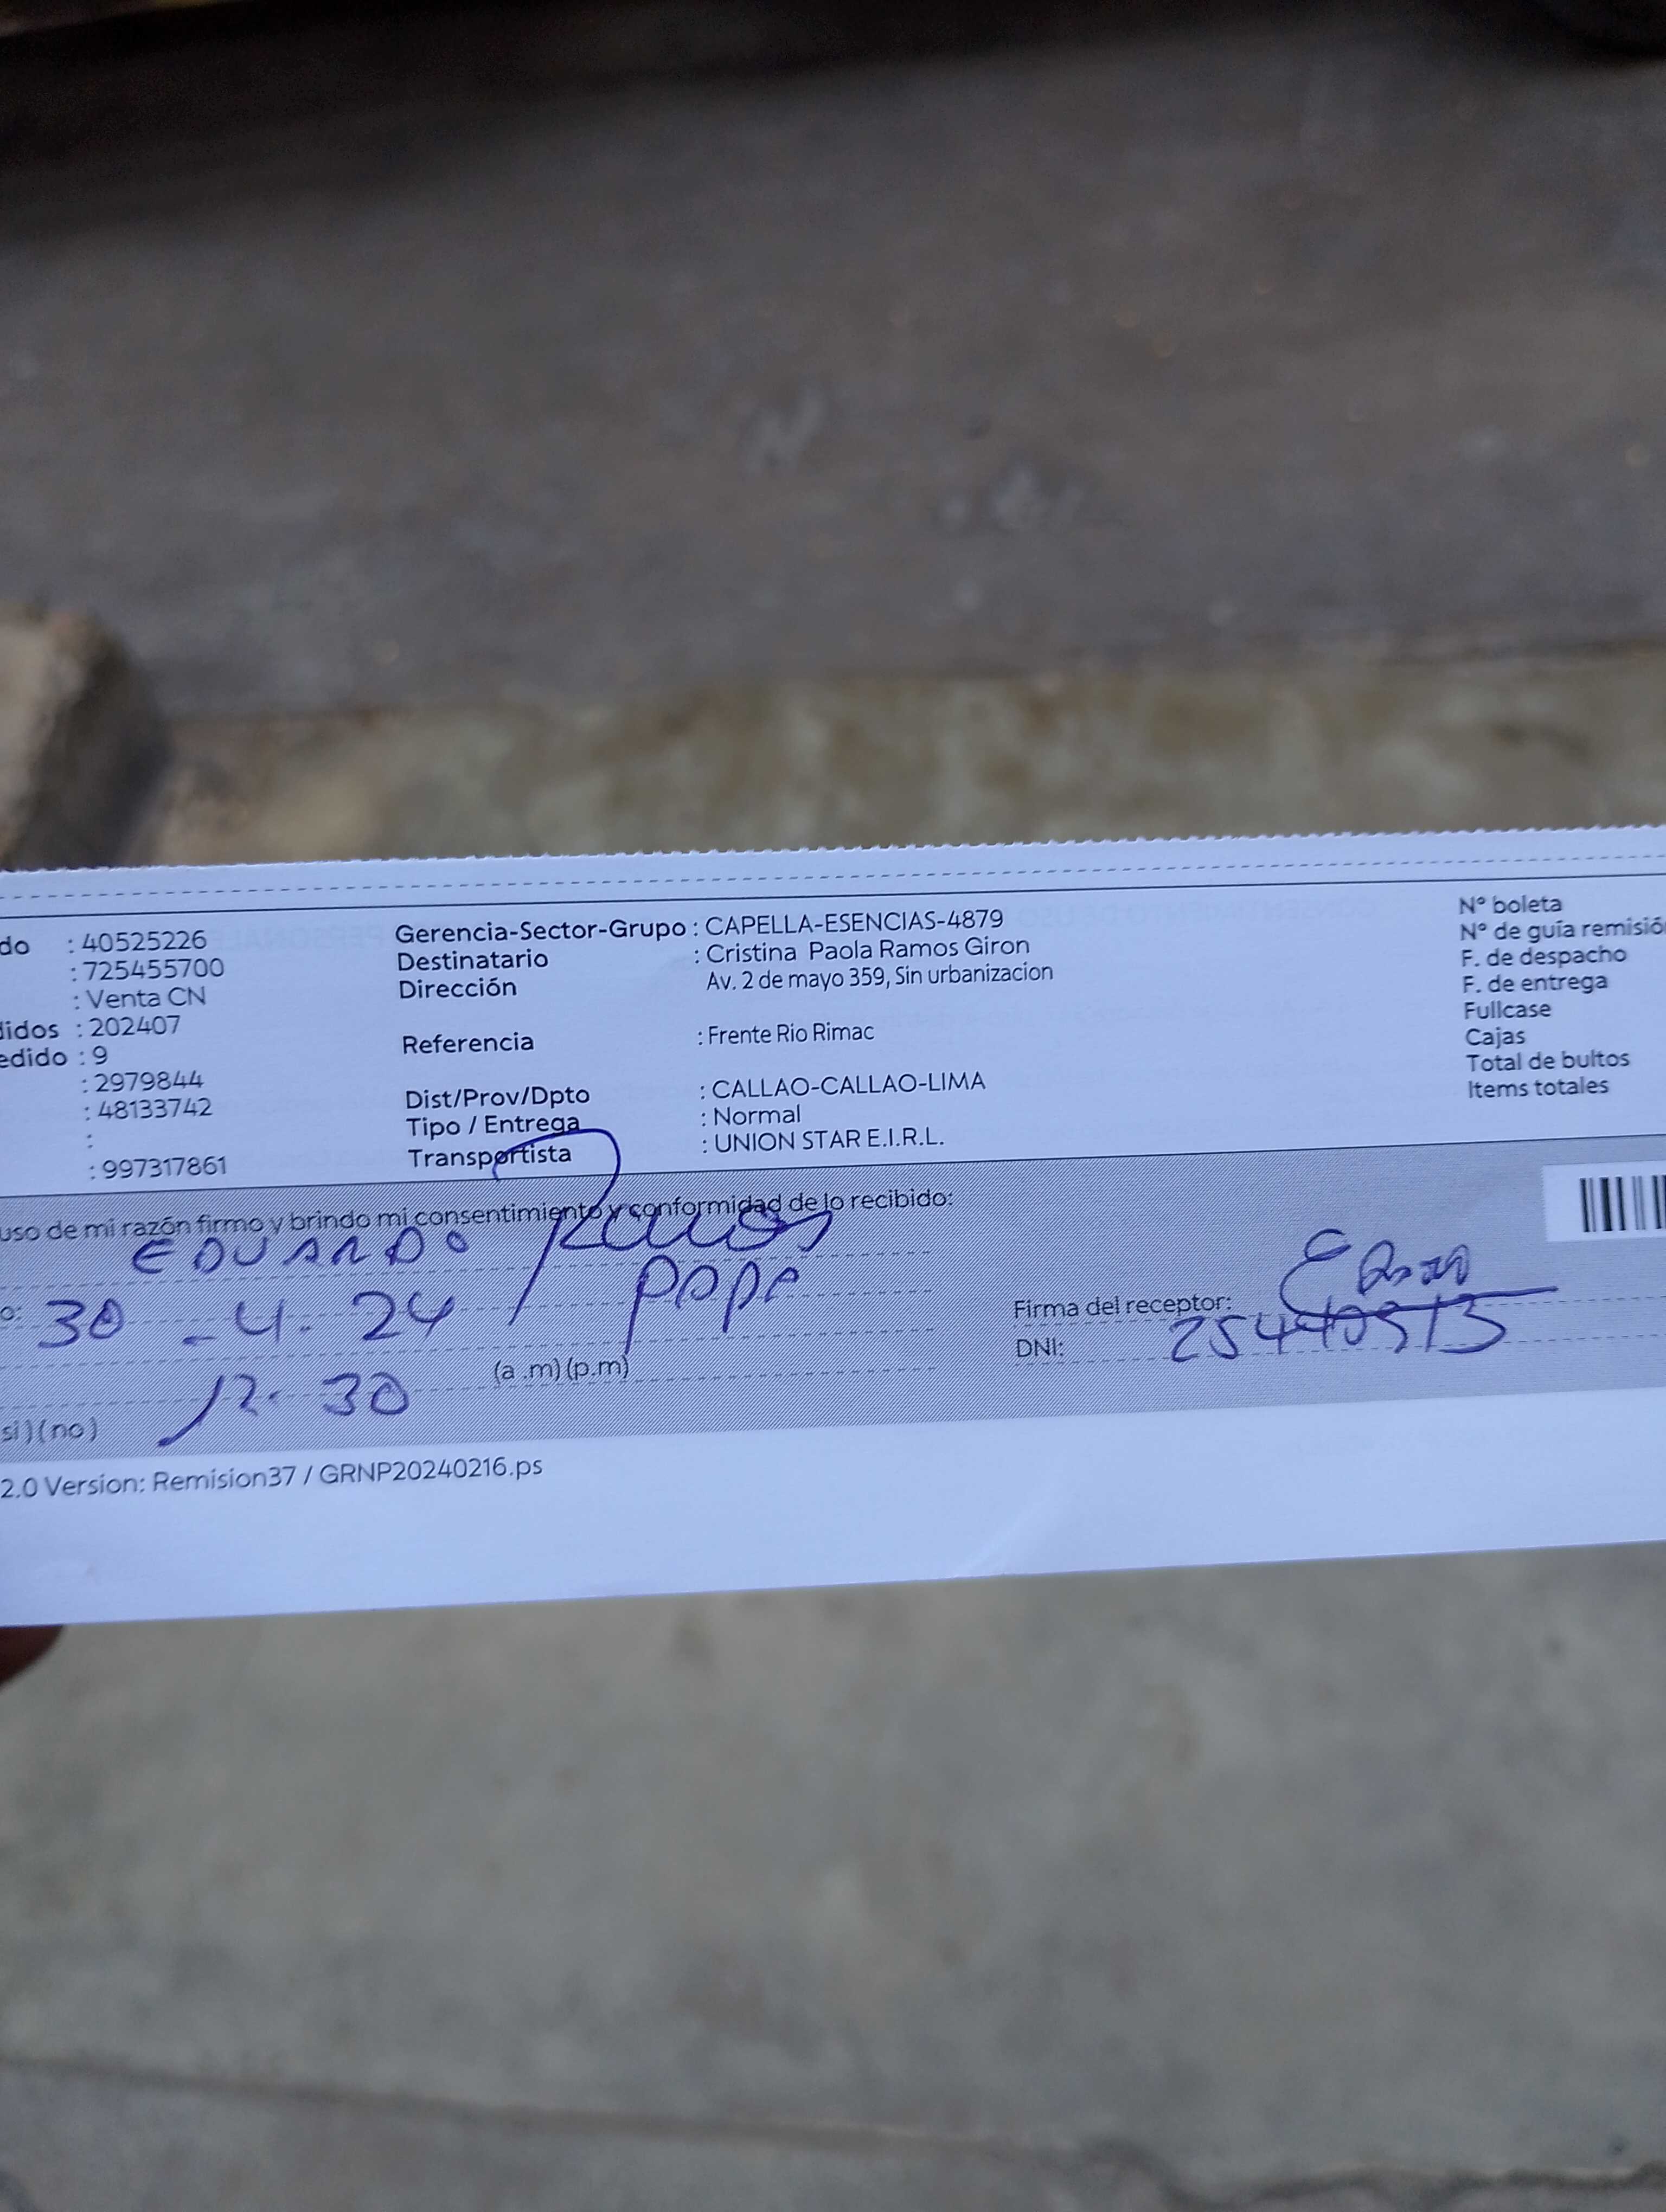 do : 40525226
: 725455700
: Venta CN
didos : 202407
edido : 9
: 2979844
: 48133742
:
: 997317861
Gerencia-Sector-Grupo : CAPELLA-ESENCIAS-4879
Destinatario : Cristina Paola Ramos Giron
Dirección Av. 2 de mayo 359, Sin urbanizacion
Referencia : Frente Rio Rimac
Dist/Prov/Dpto : CALLAO-CALLAO-LIMA
Tipo / Entrega : Normal
Transportista : UNION STAR E.I.R.L.
N° boleta
N° de guía remisió
F. de despacho
F. de entrega
Fullcase
Cajas
Total de bultos
Items totales
uso de mi razón firmo y brindo mi consentimiento y conformidad de lo recibido:
EDUARDO Ramos
PAPA
o: 30 - 4 - 24
12.30 (a .m) (p.m)
si) (no)
Firma del receptor:
DNI:
2.0 Version: Remision37 / GRNP20240216.ps